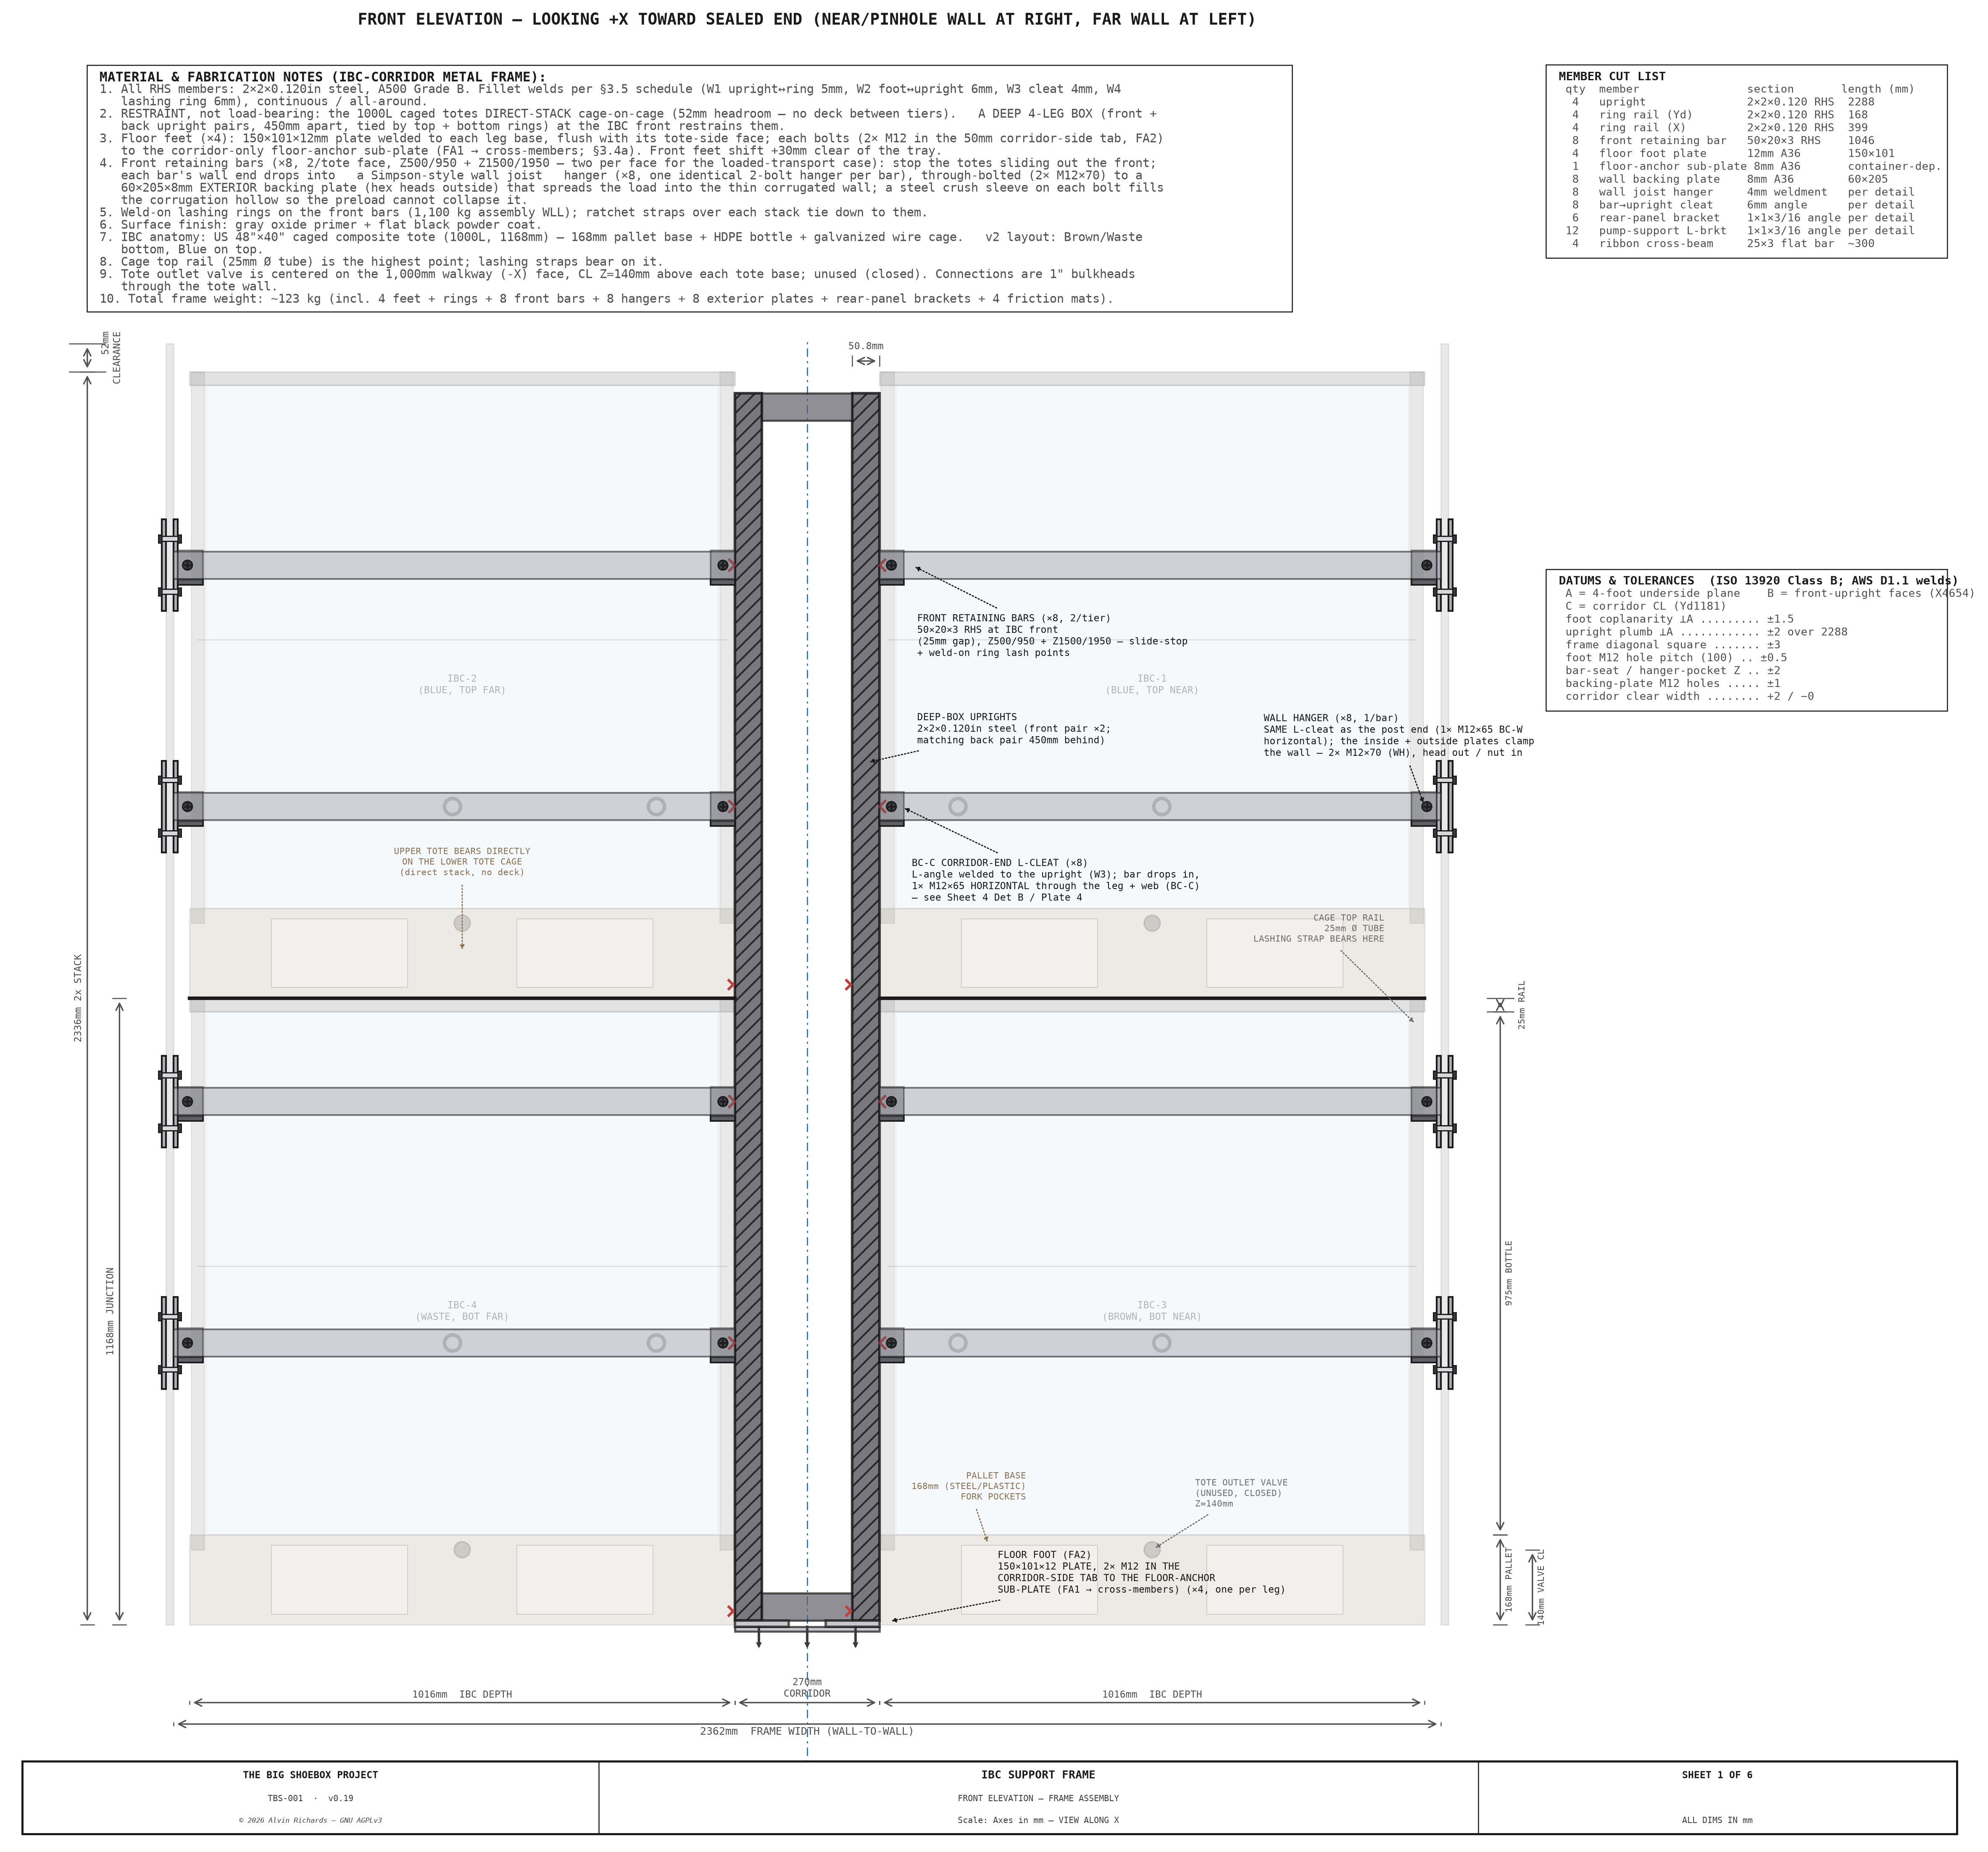 FRONT ELEVATION — LOOKING +X TOWARD SEALED END (NEAR/PINHOLE WALL AT RIGHT, FAR WALL AT LEFT)
MATERIAL & FABRICATION NOTES (IBC-CORRIDOR METAL FRAME):
1. All RHS members: 2×2×0.120in steel, A500 Grade B. Fillet welds per §3.5 schedule (W1 upright↔ring 5mm, W2 foot↔upright 6mm, W3 cleat 4mm, W4
lashing ring 6mm), continuous / all-around.
2. RESTRAINT, not load-bearing: the 1000L caged totes DIRECT-STACK cage-on-cage (52mm headroom — no deck between tiers).   A DEEP 4-LEG BOX (front +
back upright pairs, 450mm apart, tied by top + bottom rings) at the IBC front restrains them.
3. Floor feet (×4): 150×101×12mm plate welded to each leg base, flush with its tote-side face; each bolts (2× M12 in the 50mm corridor-side tab, FA2)
to the corridor-only floor-anchor sub-plate (FA1 → cross-members; §3.4a). Front feet shift +30mm clear of the tray.
4. Front retaining bars (×8, 2/tote face, Z500/950 + Z1500/1950 — two per face for the loaded-transport case): stop the totes sliding out the front;
each bar's wall end drops into   a Simpson-style wall joist   hanger (×8, one identical 2-bolt hanger per bar), through-bolted (2× M12×70) to a
60×205×8mm EXTERIOR backing plate (hex heads outside) that spreads the load into the thin corrugated wall; a steel crush sleeve on each bolt fills
the corrugation hollow so the preload cannot collapse it.
5. Weld-on lashing rings on the front bars (1,100 kg assembly WLL); ratchet straps over each stack tie down to them.
6. Surface finish: gray oxide primer + flat black powder coat.
7. IBC anatomy: US 48"×40" caged composite tote (1000L, 1168mm) — 168mm pallet base + HDPE bottle + galvanized wire cage.   v2 layout: Brown/Waste
bottom, Blue on top.
8. Cage top rail (25mm Ø tube) is the highest point; lashing straps bear on it.
9. Tote outlet valve is centered on the 1,000mm walkway (-X) face, CL Z=140mm above each tote base; unused (closed). Connections are 1" bulkheads
through the tote wall.
10. Total frame weight: ~123 kg (incl. 4 feet + rings + 8 front bars + 8 hangers + 8 exterior plates + rear-panel brackets + 4 friction mats).
MEMBER CUT LIST
qty  member  section  length (mm)
4  upright  2×2×0.120 RHS  2288
4  ring rail (Yd)  2×2×0.120 RHS  168
4  ring rail (X)  2×2×0.120 RHS  399
8  front retaining bar  50×20×3 RHS  1046
4  floor foot plate  12mm A36  150×101
1  floor-anchor sub-plate 8mm A36  container-dep.
8  wall backing plate  8mm A36  60×205
8  wall joist hanger  4mm weldment  per detail
8  bar→upright cleat  6mm angle  per detail
6  rear-panel bracket  1×1×3/16 angle per detail
12  pump-support L-brkt  1×1×3/16 angle per detail
4  ribbon cross-beam  25×3 flat bar  ~300
52mm
CLEARANCE
50.8mm
FRONT RETAINING BARS (×8, 2/tier)
50×20×3 RHS at IBC front
(25mm gap), Z500/950 + Z1500/1950 — slide-stop
+ weld-on ring lash points
DATUMS & TOLERANCES  (ISO 13920 Class B; AWS D1.1 welds)
A = 4-foot underside plane    B = front-upright faces (X4654)
C = corridor CL (Yd1181)
foot coplanarity ⊥A ......... ±1.5
upright plumb ⊥A ............ ±2 over 2288
frame diagonal square ....... ±3
foot M12 hole pitch (100) .. ±0.5
bar-seat / hanger-pocket Z .. ±2
backing-plate M12 holes ..... ±1
corridor clear width ........ +2 / −0
IBC-2
(BLUE, TOP FAR)
IBC-1
(BLUE, TOP NEAR)
DEEP-BOX UPRIGHTS
2×2×0.120in steel (front pair ×2;
matching back pair 450mm behind)
WALL HANGER (×8, 1/bar)
SAME L-cleat as the post end (1× M12×65 BC-W
horizontal); the inside + outside plates clamp
the wall — 2× M12×70 (WH), head out / nut in
UPPER TOTE BEARS DIRECTLY
ON THE LOWER TOTE CAGE
(direct stack, no deck)
BC-C CORRIDOR-END L-CLEAT (×8)
L-angle welded to the upright (W3); bar drops in,
1× M12×65 HORIZONTAL through the leg + web (BC-C)
— see Sheet 4 Det B / Plate 4
CAGE TOP RAIL
25mm Ø TUBE
LASHING STRAP BEARS HERE
2336mm 2x STACK
1168mm JUNCTION
25mm RAIL
975mm BOTTLE
IBC-4
(WASTE, BOT FAR)
IBC-3
(BROWN, BOT NEAR)
PALLET BASE
168mm (STEEL/PLASTIC)
FORK POCKETS
TOTE OUTLET VALVE
(UNUSED, CLOSED)
Z=140mm
FLOOR FOOT (FA2)
150×101×12 PLATE, 2× M12 IN THE
CORRIDOR-SIDE TAB TO THE FLOOR-ANCHOR
SUB-PLATE (FA1 → cross-members) (×4, one per leg)
168mm PALLET
140mm VALVE CL
1016mm  IBC DEPTH
270mm
CORRIDOR
1016mm  IBC DEPTH
2362mm  FRAME WIDTH (WALL-TO-WALL)
THE BIG SHOEBOX PROJECT
TBS-001  ·  v0.19
© 2026 Alvin Richards — GNU AGPLv3
IBC SUPPORT FRAME
FRONT ELEVATION — FRAME ASSEMBLY
Scale: Axes in mm — VIEW ALONG X
SHEET 1 OF 6
ALL DIMS IN mm